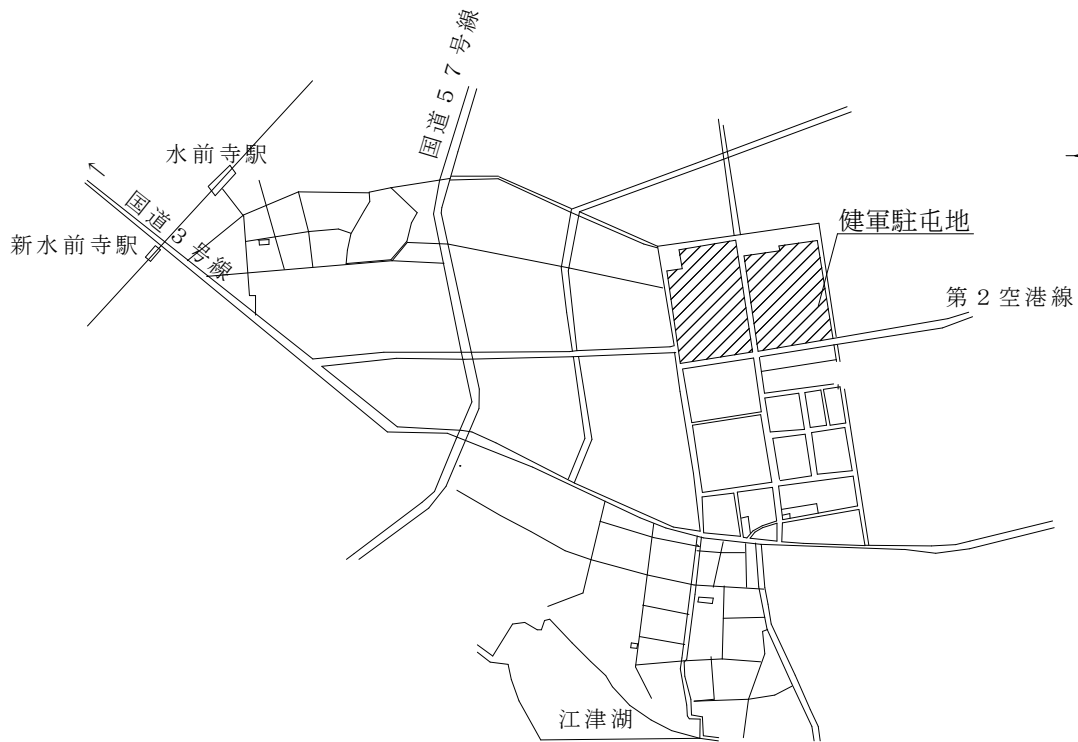 国道５７号線
水前寺駅
国道３号線
新水前寺駅
健軍駐屯地
第２空港線
江津湖